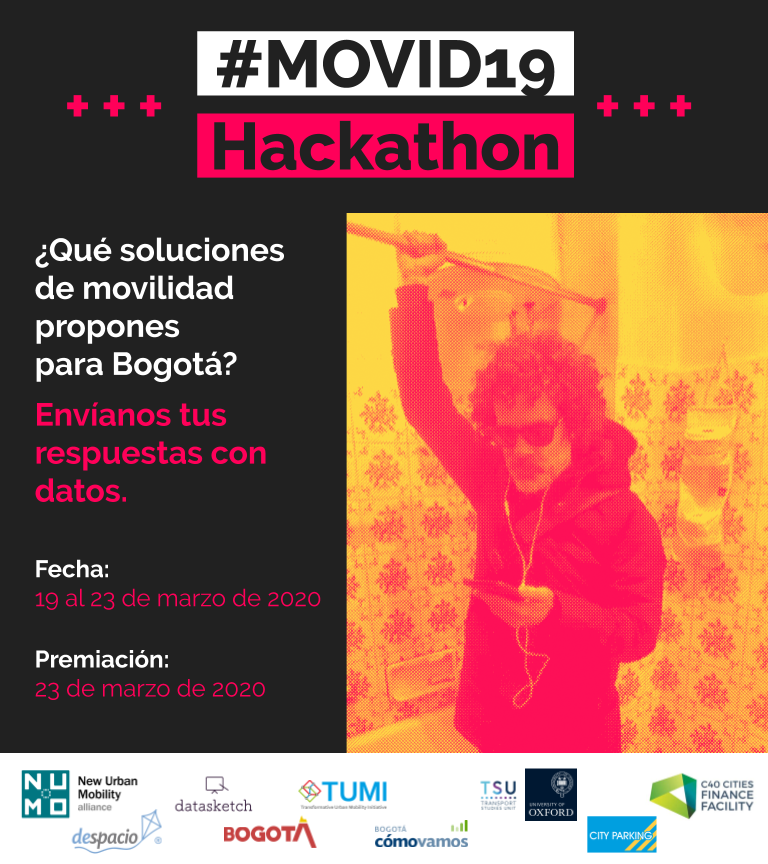 #MOVID19
Hackathon
¿Qué soluciones
de movilidad
propones
para Bogotá?
Envíanos tus
respuestas con
datos.
Fecha:
19 al 23 de marzo de 2020
Premiación:
23 de marzo de 2020
NUMO
New Urban
Mobility
alliance
datasketch
TUMI
Transformative Urban Mobility Initiative
TSU
TRANSPORT
STUDIES UNIT
UNIVERSITY OF
OXFORD
C40 CITIES
FINANCE
FACILITY
despacio
BOGOTÁ
BOGOTÁ
cómovamos
CITY PARKING